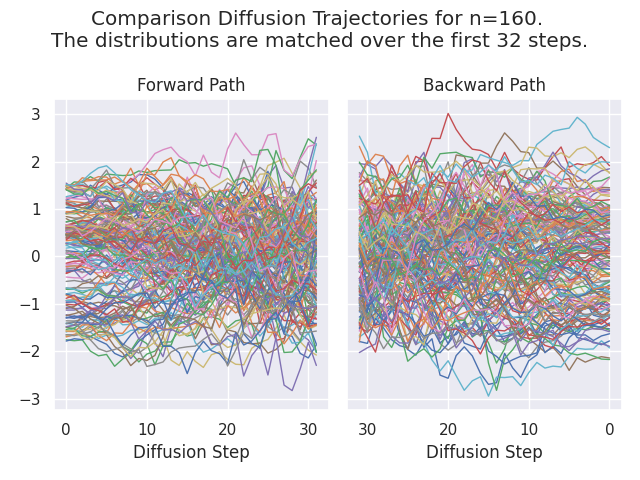 Comparison Diffusion Trajectories for n=160.
The distributions are matched over the first 32 steps.
Forward Path
Backward Path
3
2
1
0
−1
−2
−3
0 10 20 30
30 20 10 0
Diffusion Step
Diffusion Step